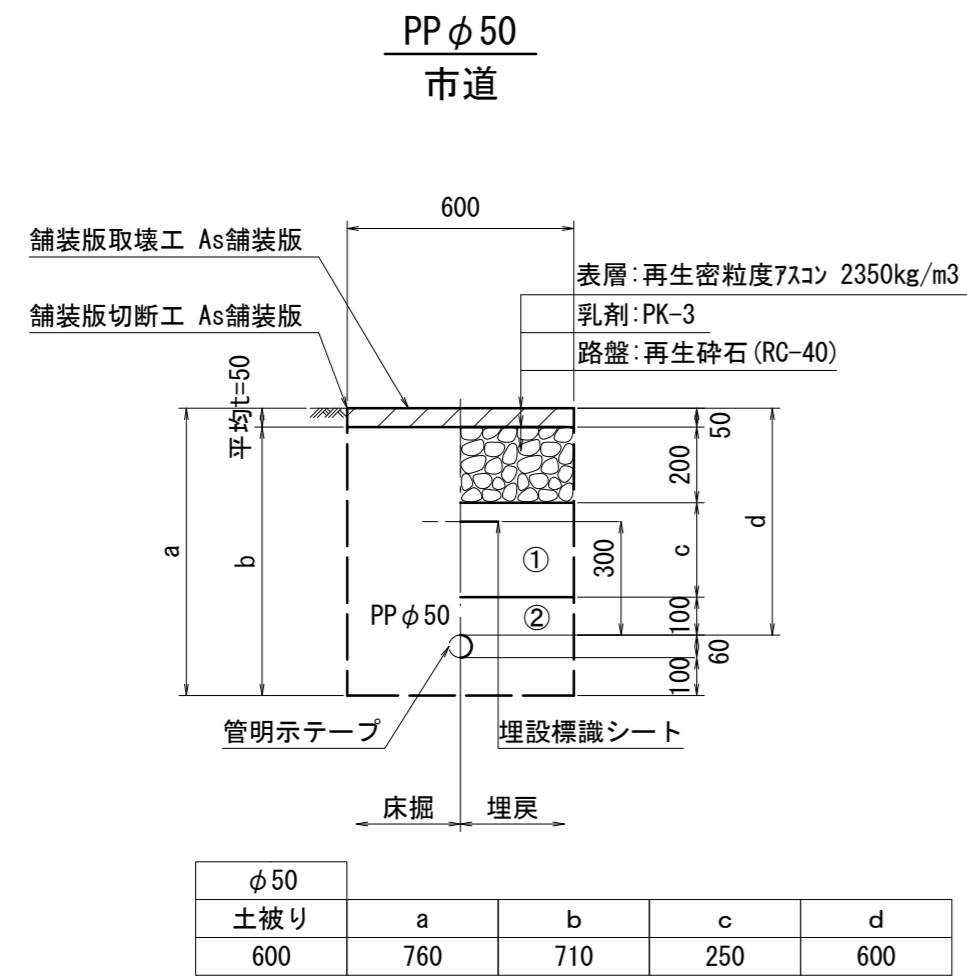 PPφ50
市道
600
舗装版取壊工 As舗装版
表層:再生密粒度アスコン 2350kg/m3
舗装版切断工 As舗装版
乳剤:PK-3
路盤:再生砕石(RC-40)
平均t=50
50
200
a
b
d
c
300
①
100
PPφ50
②
60
100
管明示テープ
埋設標識シート
床掘
埋戻
φ50
土被り a b c d
600 760 710 250 600